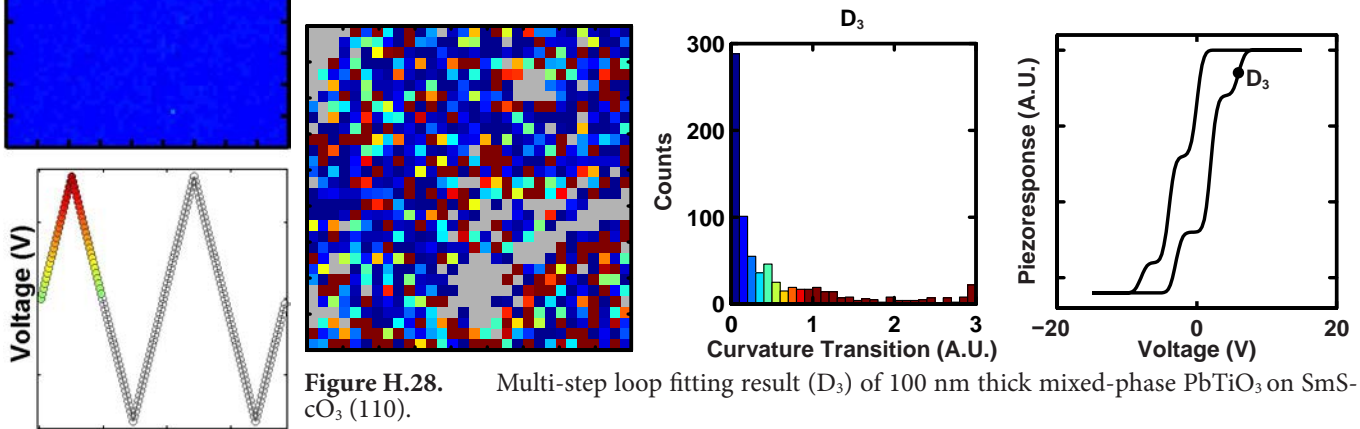 Voltage (V)
D₃
300
200
100
0
Counts
0 1 2 3
Curvature Transition (A.U.)
Piezoresponse (A.U.)
D₃
−20 0 20
Voltage (V)
Figure H.28. Multi-step loop fitting result (D₃) of 100 nm thick mixed-phase PbTiO₃ on SmS-
cO₃ (110).